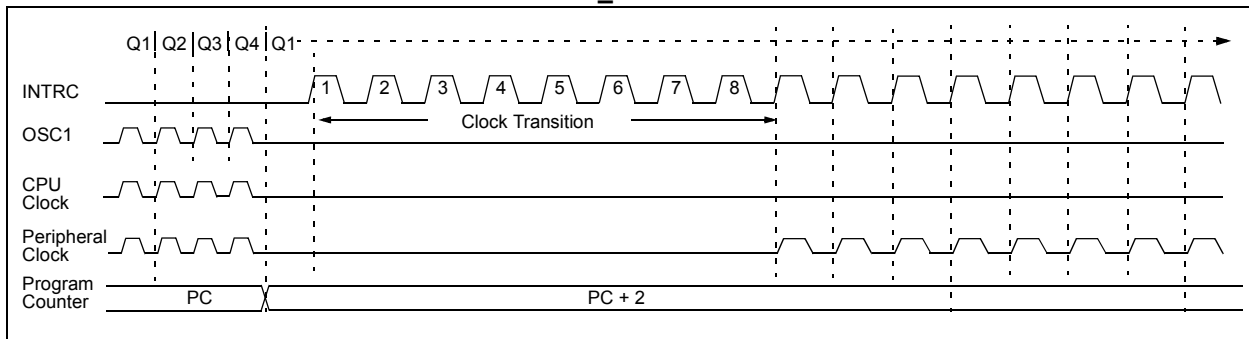 Q1 Q2 Q3 Q4 Q1
INTRC
1 2 3 4 5 6 7 8
Clock Transition
OSC1
CPU
Clock
Peripheral
Clock
Program
Counter
PC
PC + 2